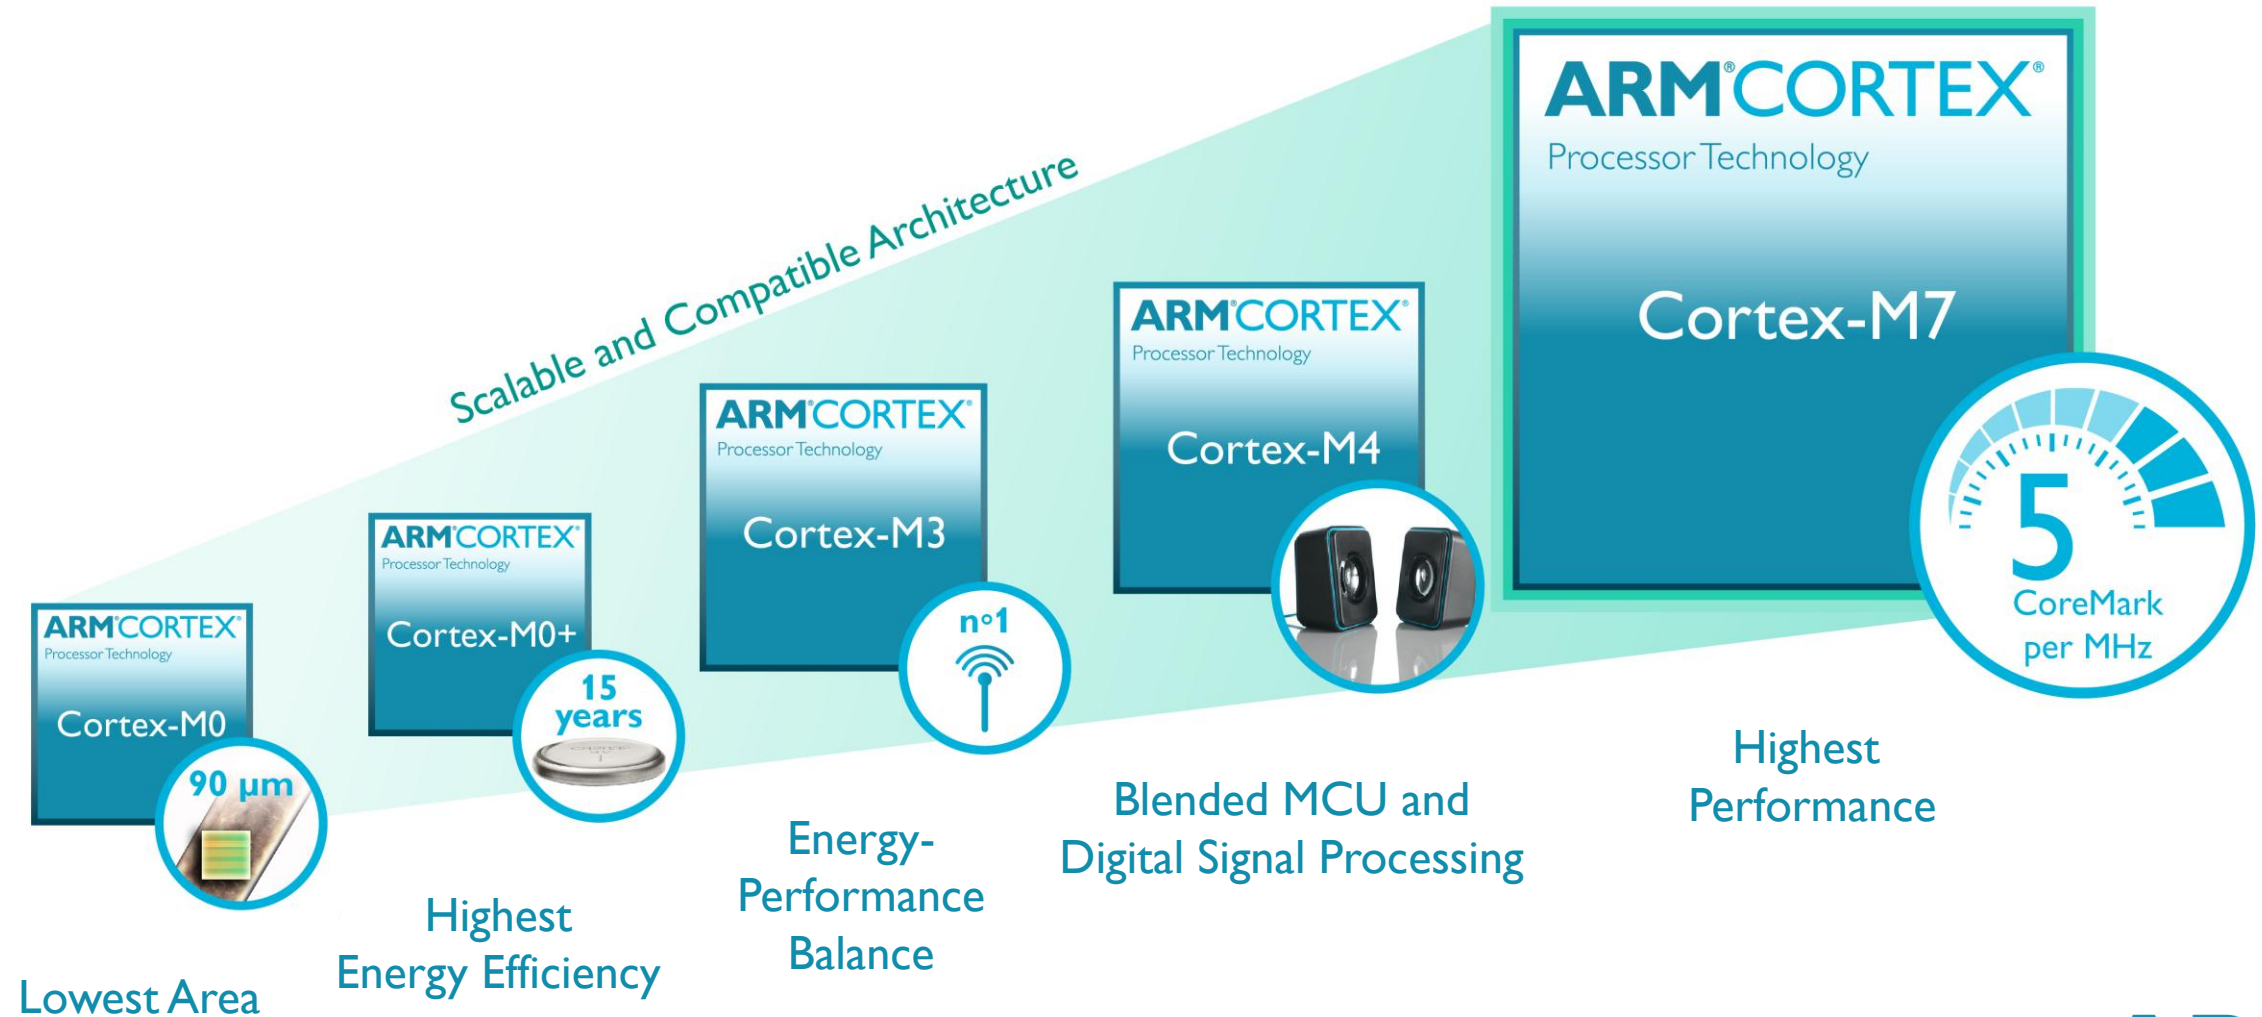 Scalable and Compatible Architecture
ARM®CORTEX®
Processor Technology
Cortex-M0
90 µm
Lowest Area
ARM®CORTEX®
Processor Technology
Cortex-M0+
15
years
Highest
Energy Efficiency
ARM®CORTEX®
Processor Technology
Cortex-M3
n°1
Energy-
Performance
Balance
ARM®CORTEX®
Processor Technology
Cortex-M4
Blended MCU and
Digital Signal Processing
ARM®CORTEX®
Processor Technology
Cortex-M7
5
CoreMark
per MHz
Highest
Performance